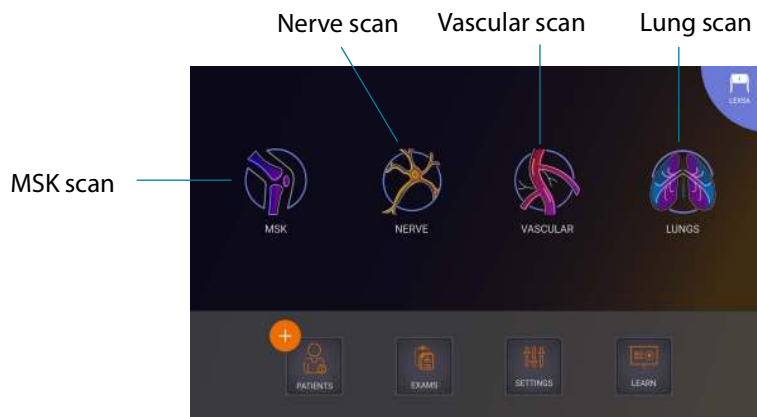 Nerve scan
Vascular scan
Lung scan
LEXSA
MSK scan
MSK
NERVE
VASCULAR
LUNGS
PATIENTS
EXAMS
SETTINGS
LEARN